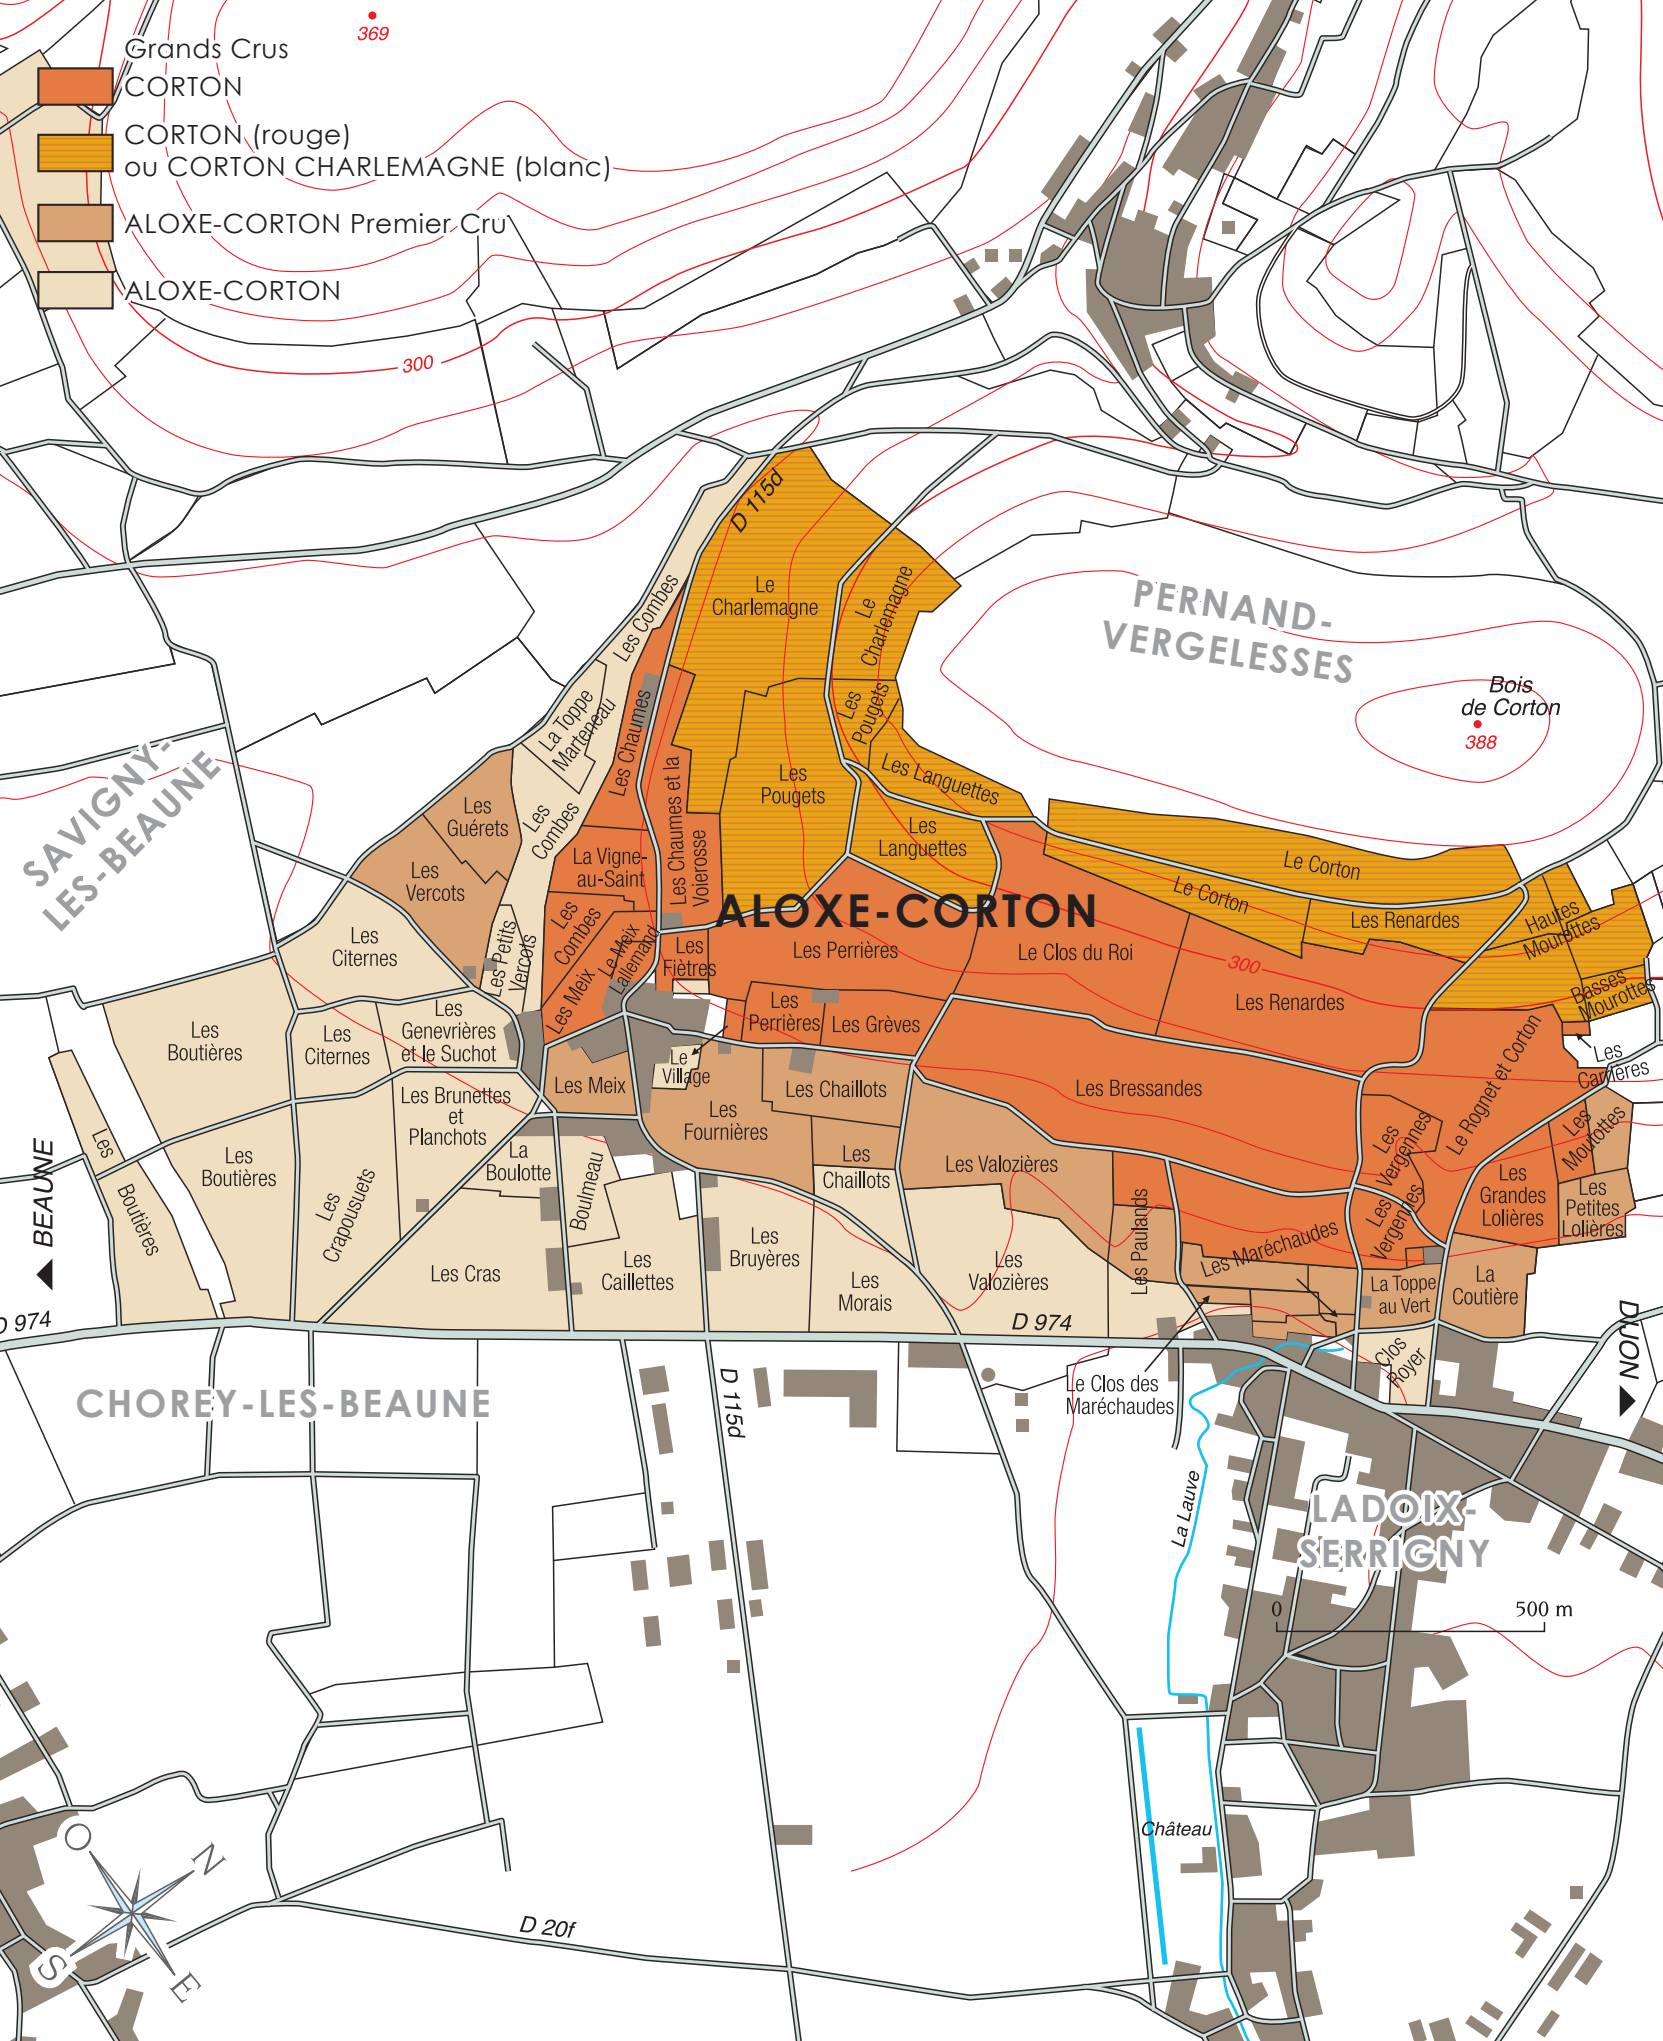 369
Grands Crus
CORTON
CORTON (rouge)
ou CORTON CHARLEMAGNE (blanc)
ALOXE-CORTON Premier Cru
ALOXE-CORTON
300
D 115d
Le
Charlemagne
Le
Charlemagne
PERNAND-
VERGELESSES
Bois
de Corton
388
Les Combes
La Toppe
Marteneau
Les Chaumes
Les
Pougets
Les
Pougets
Les Languettes
Les
Languettes
SAVIGNY-
LES-BEAUNE
Les
Guérets
Les
Combes
Les
Vercots
La Vigne-
au-Saint
Les Chaumes et la
Voierosse
Le Corton
Le Corton
Les Renardes
Hautes
Mourottes
Basses
Mourottes
ALOXE-CORTON
Les
Citernes
Les Petits
Vercots
Les
Combes
Le Meix
Lallemand
Les Meix
Les
Fiètres
Les Perrières
Le Clos du Roi
300
Les Renardes
Les
Boutières
Les
Citernes
Les
Genevrières
et le Suchot
Les
Perrières
Les Grèves
Le
Village
Les Meix
Les Chaillots
Les Bressandes
Le Rognet et Corton
Les
Carrières
Les Brunettes
et
Planchots
Les
Fournières
Les
Vergennes
Les
Moutottes
Les
Boutières
Les
Boutières
La
Boulotte
Boulmeau
Les
Chaillots
Les Valozières
Les Paulands
Les
Vergennes
Les
Grandes
Lolières
Les
Petites
Lolières
BEAUNE
Les
Crapousuets
Les Cras
Les
Caillettes
Les
Bruyères
Les
Morais
Les
Valozières
Les Maréchaudes
La Toppe
au Vert
La
Coutière
D 974
D 974
DIJON
Clos
Royer
Le Clos des
Maréchaudes
CHOREY-LES-BEAUNE
D 115d
La Lauve
LADOIX-
SERRIGNY
0
500 m
Château
O
N
S
E
D 20f